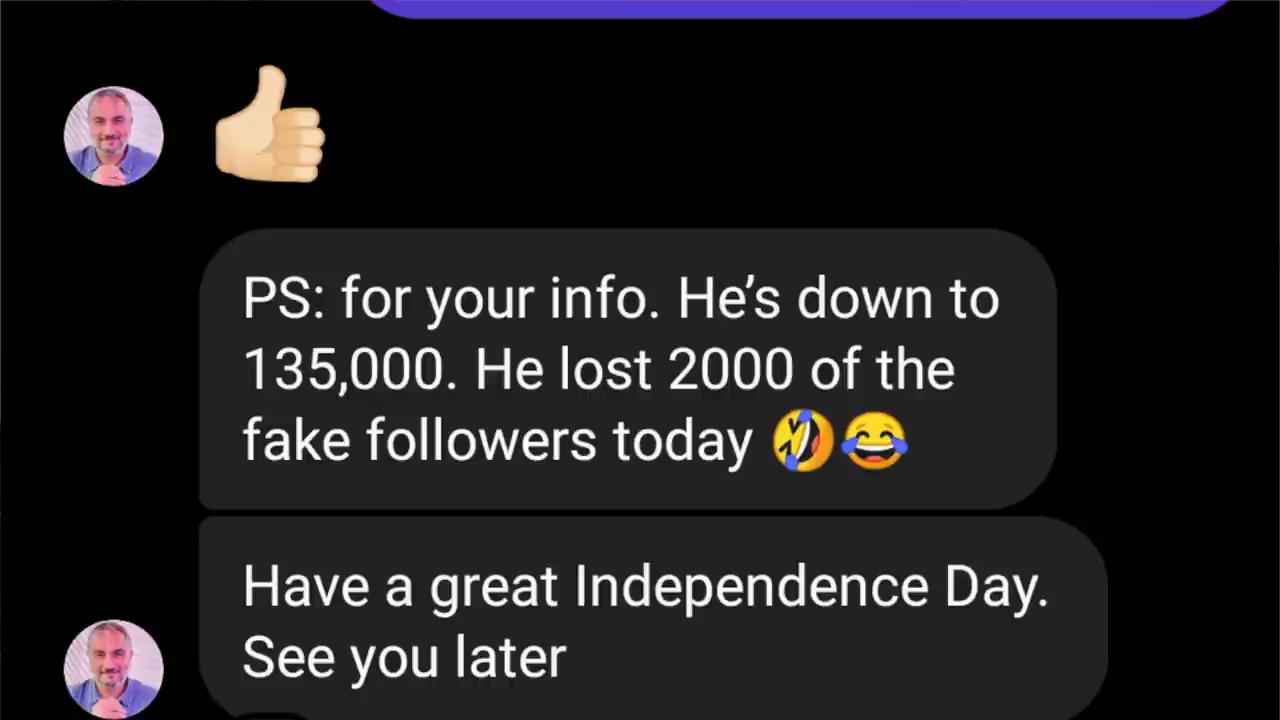 PS: for your info. He’s down to
135,000. He lost 2000 of the
fake followers today 🤣😂
Have a great Independence Day.
See you later